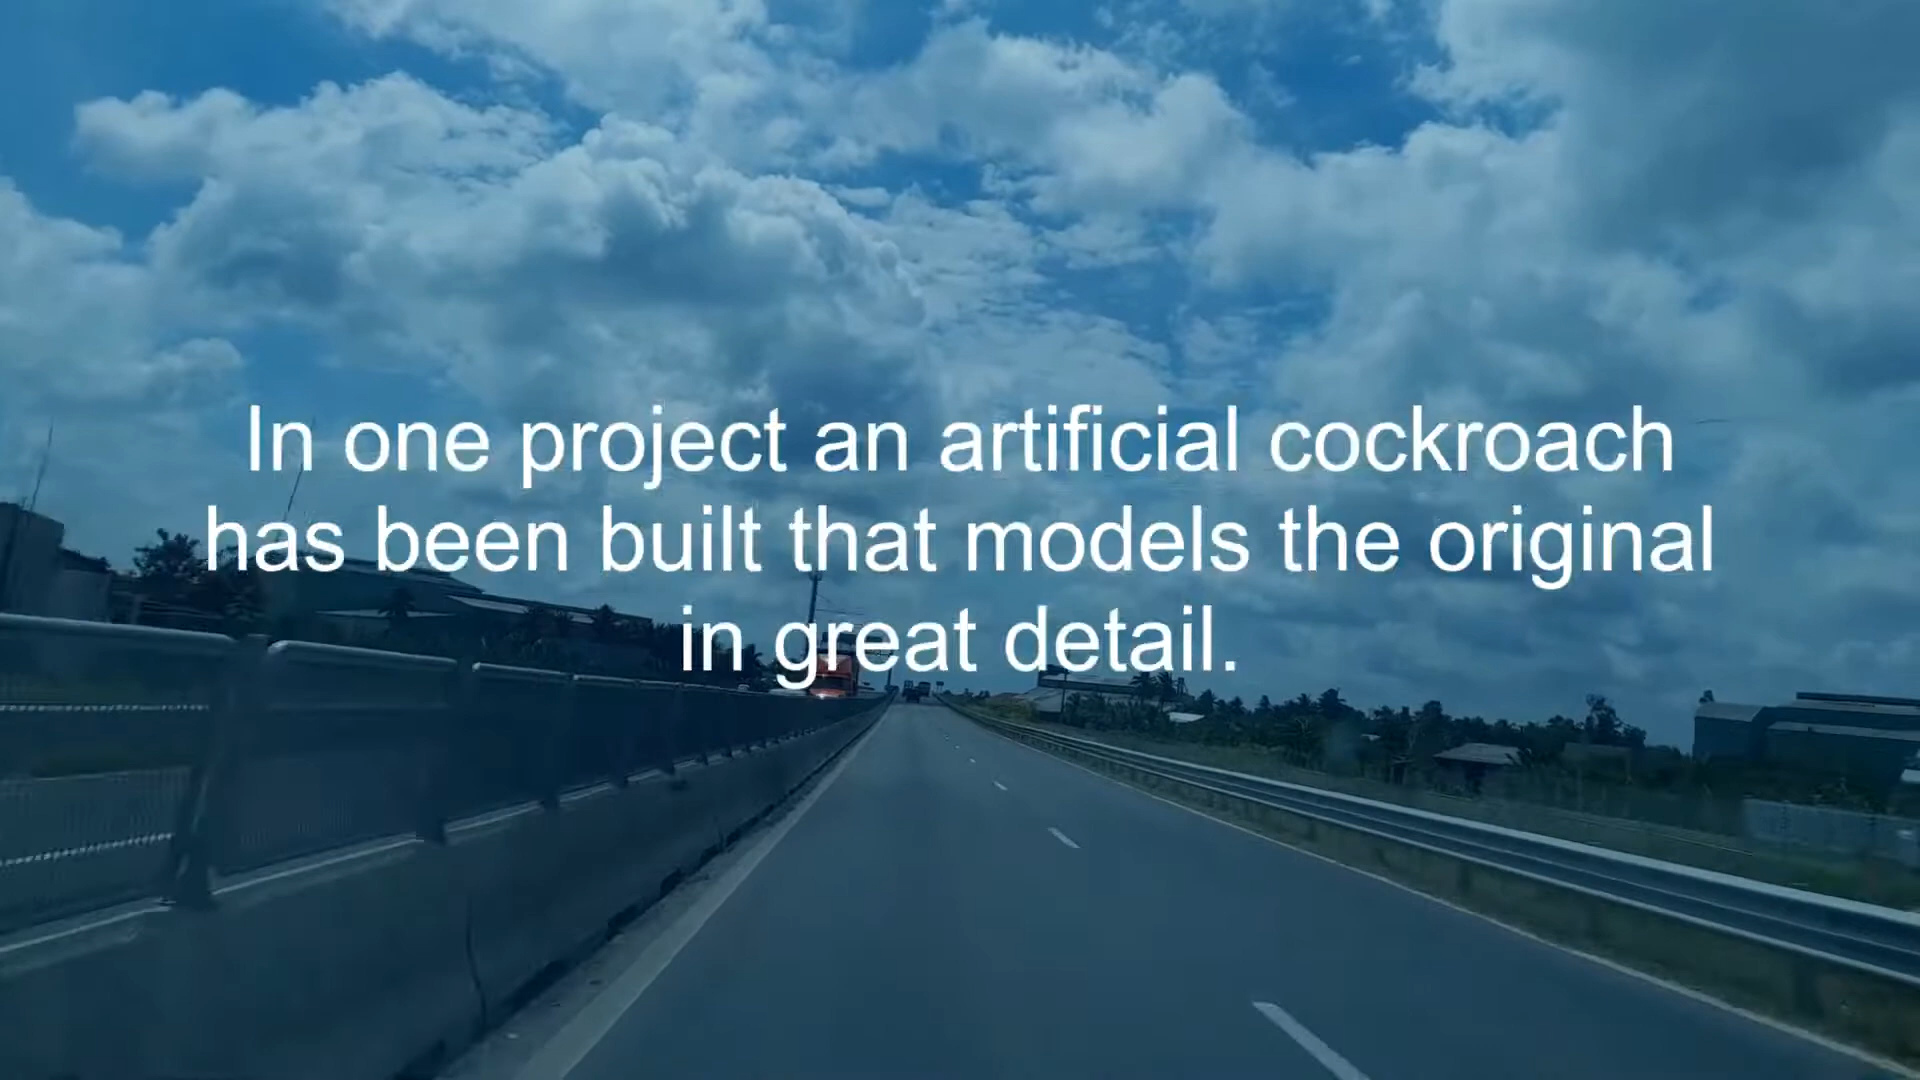 In one project an artificial cockroach
has been built that models the original
in great detail.